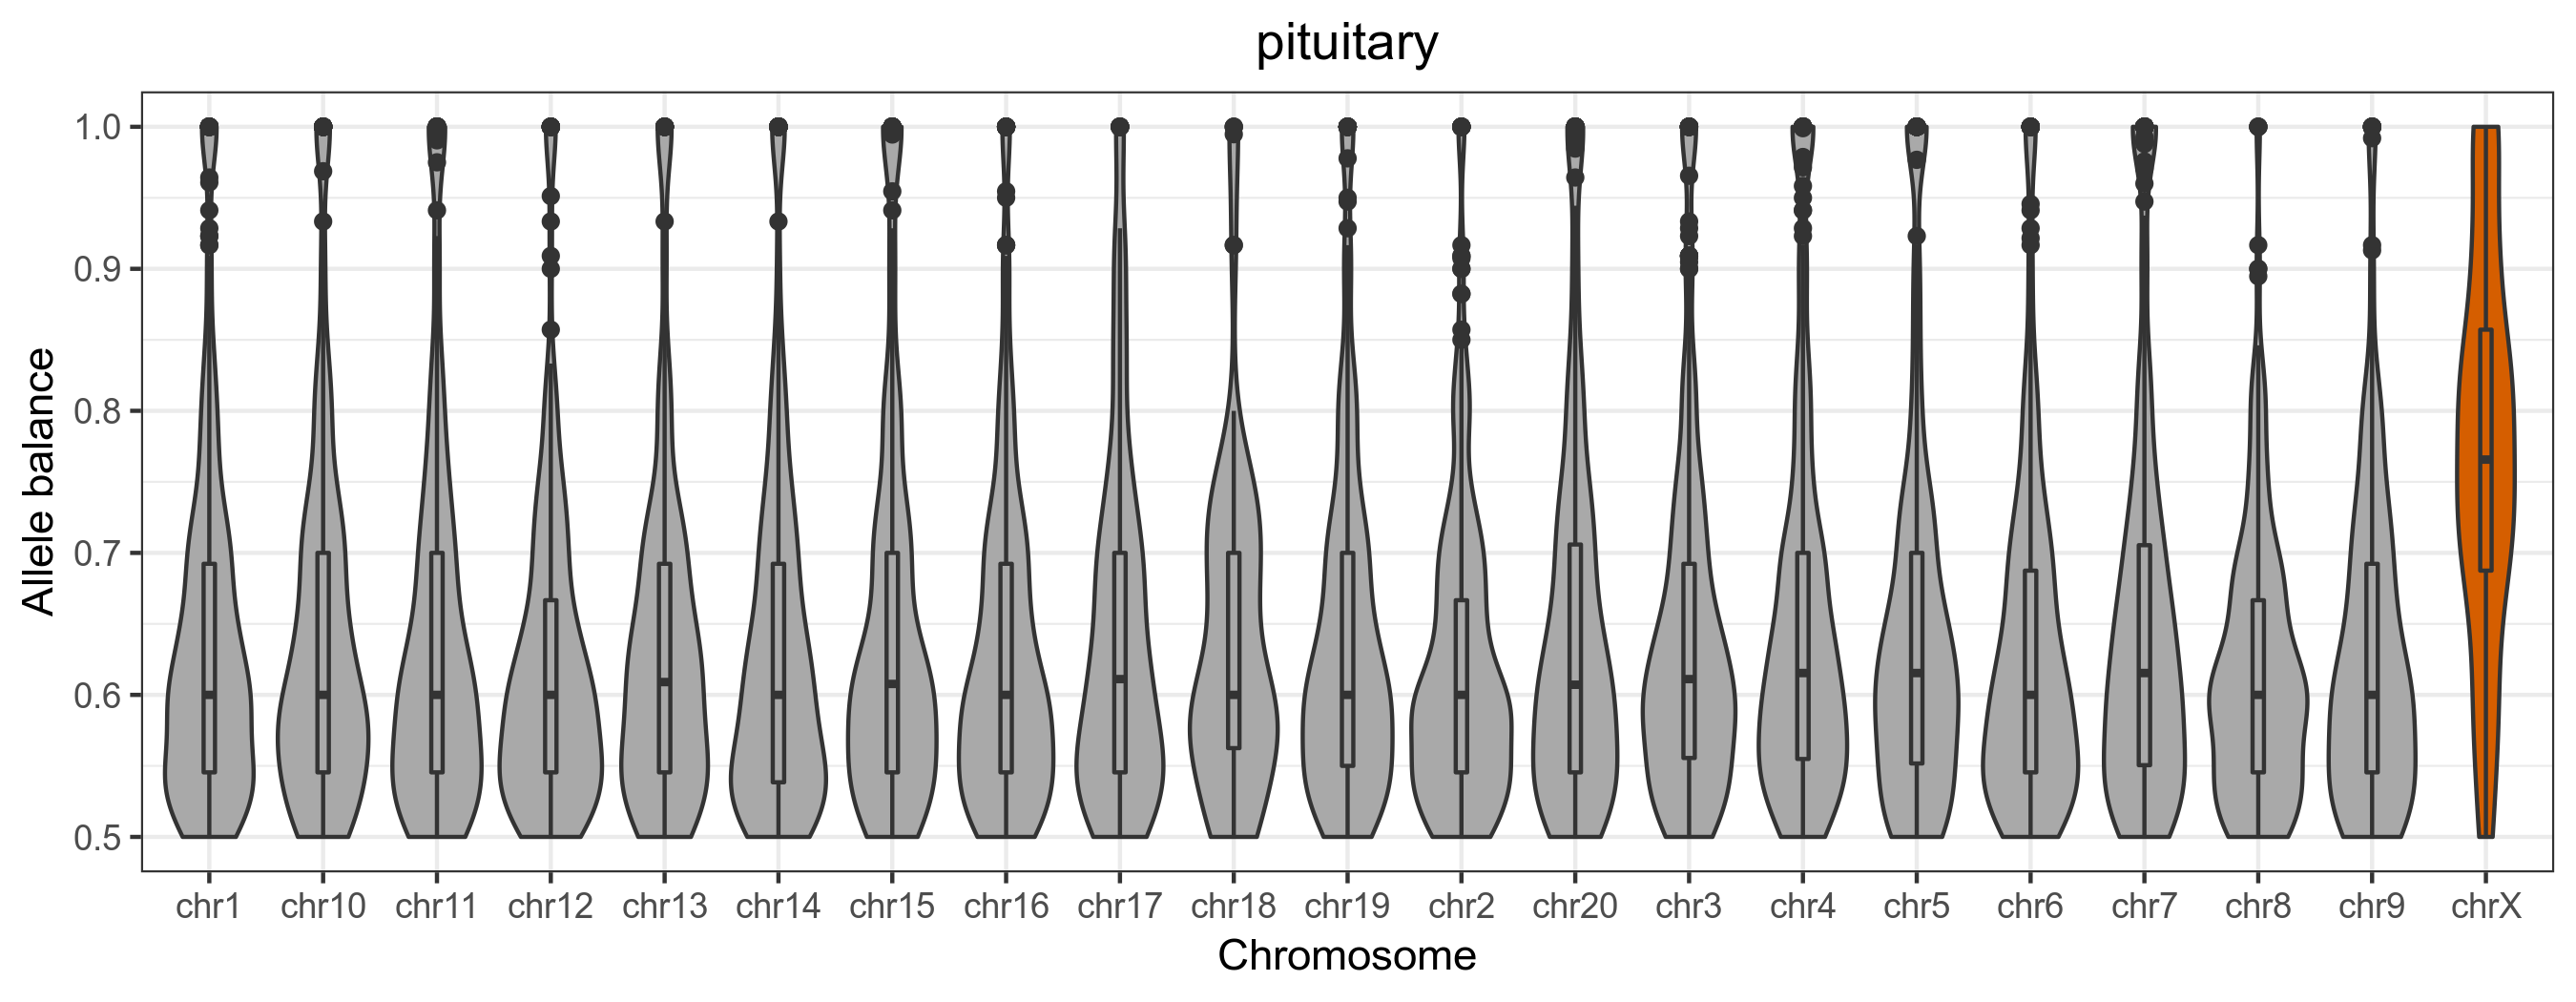 pituitary
Allele balance
1.0
0.9
0.8
0.7
0.6
0.5
chr1 chr10 chr11 chr12 chr13 chr14 chr15 chr16 chr17 chr18 chr19 chr2 chr20 chr3 chr4 chr5 chr6 chr7 chr8 chr9 chrX
Chromosome